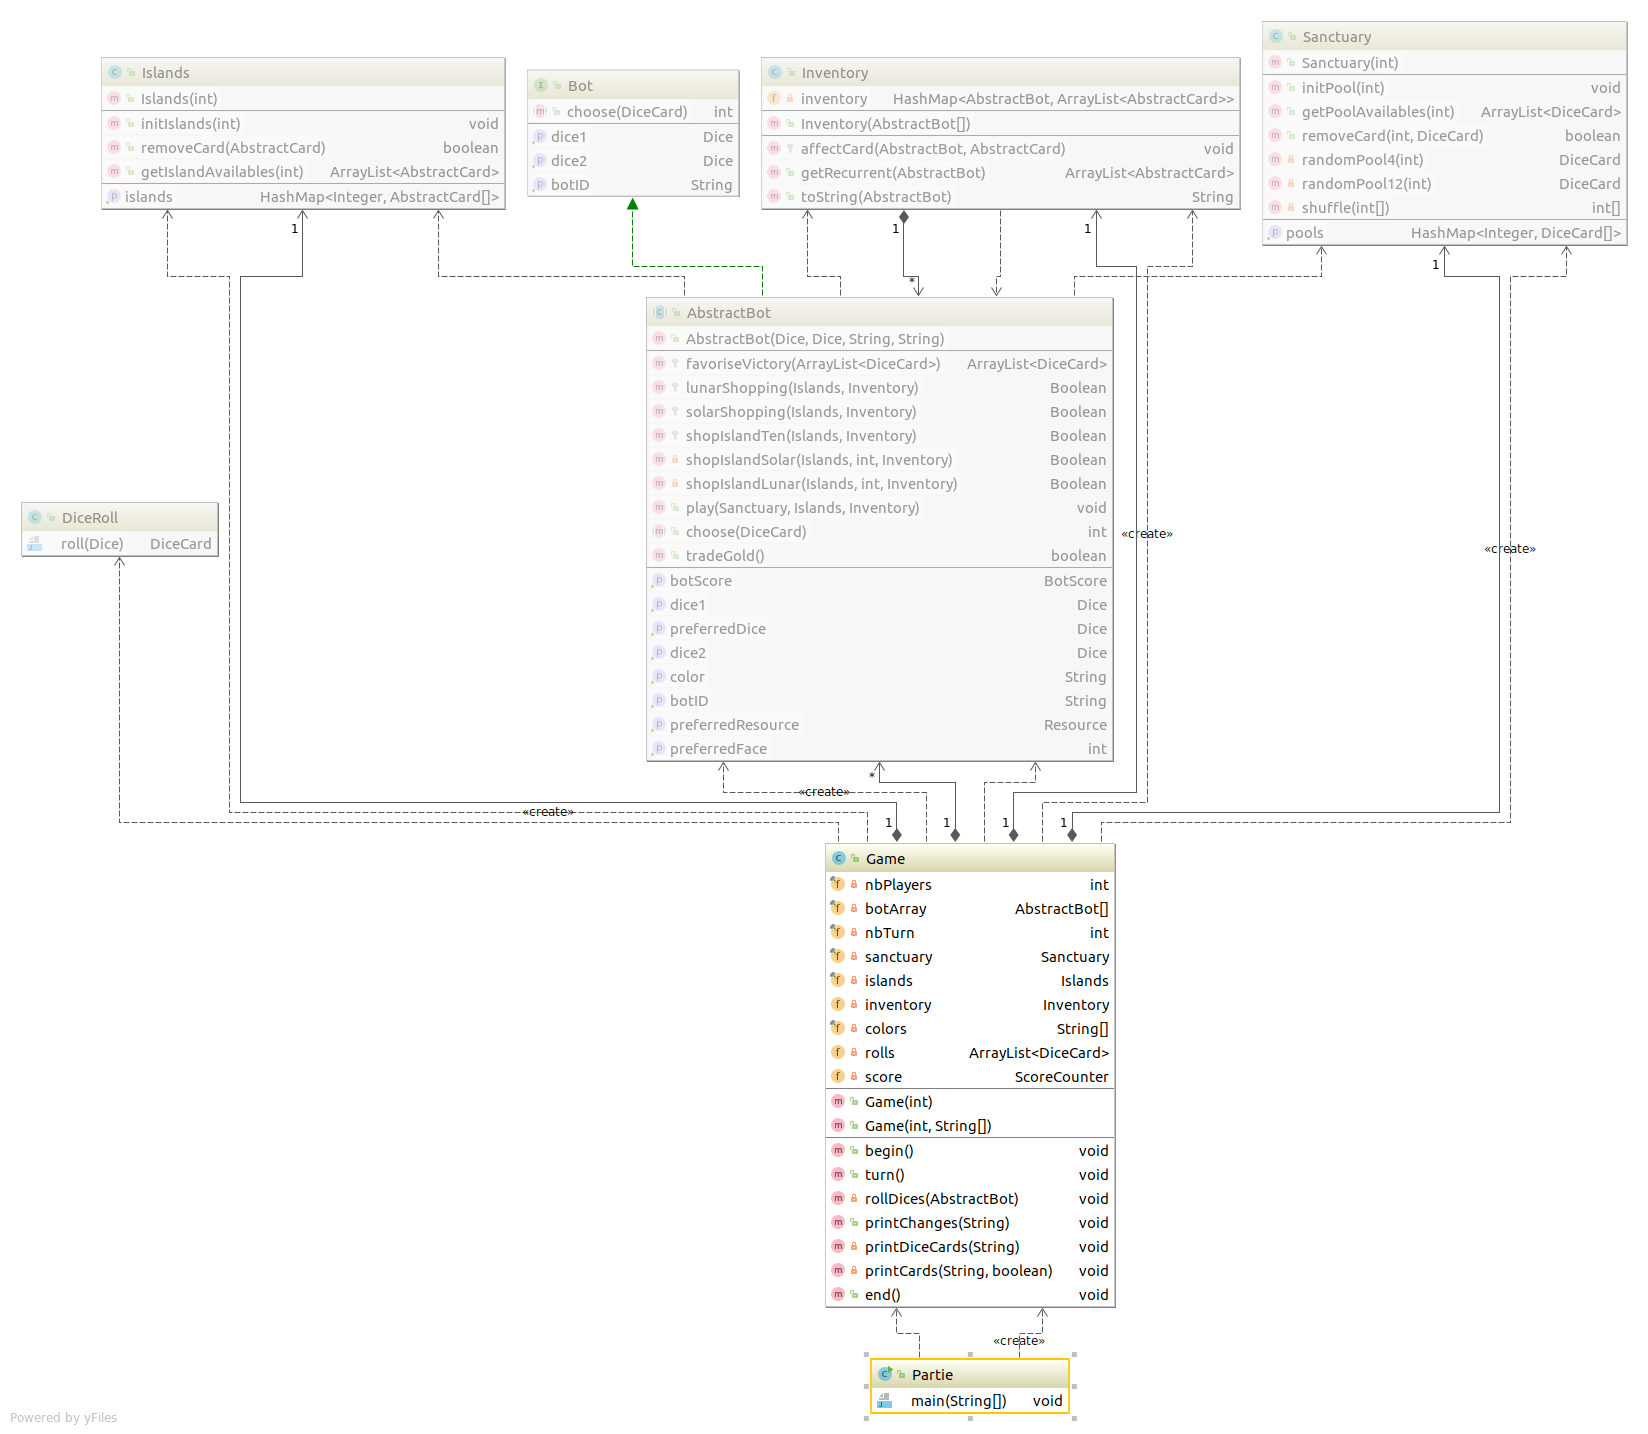 Islands
Islands(int)
initIslands(int) void
removeCard(AbstractCard) boolean
getIslandAvailables(int) ArrayList<AbstractCard>
islands HashMap<Integer, AbstractCard[]>
Bot
choose(DiceCard) int
dice1 Dice
dice2 Dice
botID String
Inventory
inventory HashMap<AbstractBot, ArrayList<AbstractCard>>
Inventory(AbstractBot[])
affectCard(AbstractBot, AbstractCard) void
getRecurrent(AbstractBot) ArrayList<AbstractCard>
toString(AbstractBot) String
Sanctuary
Sanctuary(int)
initPool(int) void
getPoolAvailables(int) ArrayList<DiceCard>
removeCard(int, DiceCard) boolean
randomPool4(int) DiceCard
randomPool12(int) DiceCard
shuffle(int[]) int[]
pools HashMap<Integer, DiceCard[]>
1
1
1
1
*
AbstractBot
AbstractBot(Dice, Dice, String, String)
favoriseVictory(ArrayList<DiceCard>) ArrayList<DiceCard>
lunarShopping(Islands, Inventory) Boolean
solarShopping(Islands, Inventory) Boolean
shopIslandTen(Islands, Inventory) Boolean
shopIslandSolar(Islands, int, Inventory) Boolean
shopIslandLunar(Islands, int, Inventory) Boolean
play(Sanctuary, Islands, Inventory) void
choose(DiceCard) int
tradeGold() boolean
botScore BotScore
dice1 Dice
preferredDice Dice
dice2 Dice
color String
botID String
preferredResource Resource
preferredFace int
DiceRoll
roll(Dice) DiceCard
«create»
«create»
*
«create»
«create»
1
1
1
1
Game
nbPlayers int
botArray AbstractBot[]
nbTurn int
sanctuary Sanctuary
islands Islands
inventory Inventory
colors String[]
rolls ArrayList<DiceCard>
score ScoreCounter
Game(int)
Game(int, String[])
begin() void
turn() void
rollDices(AbstractBot) void
printChanges(String) void
printDiceCards(String) void
printCards(String, boolean) void
end() void
«create»
Partie
main(String[]) void
Powered by yFiles